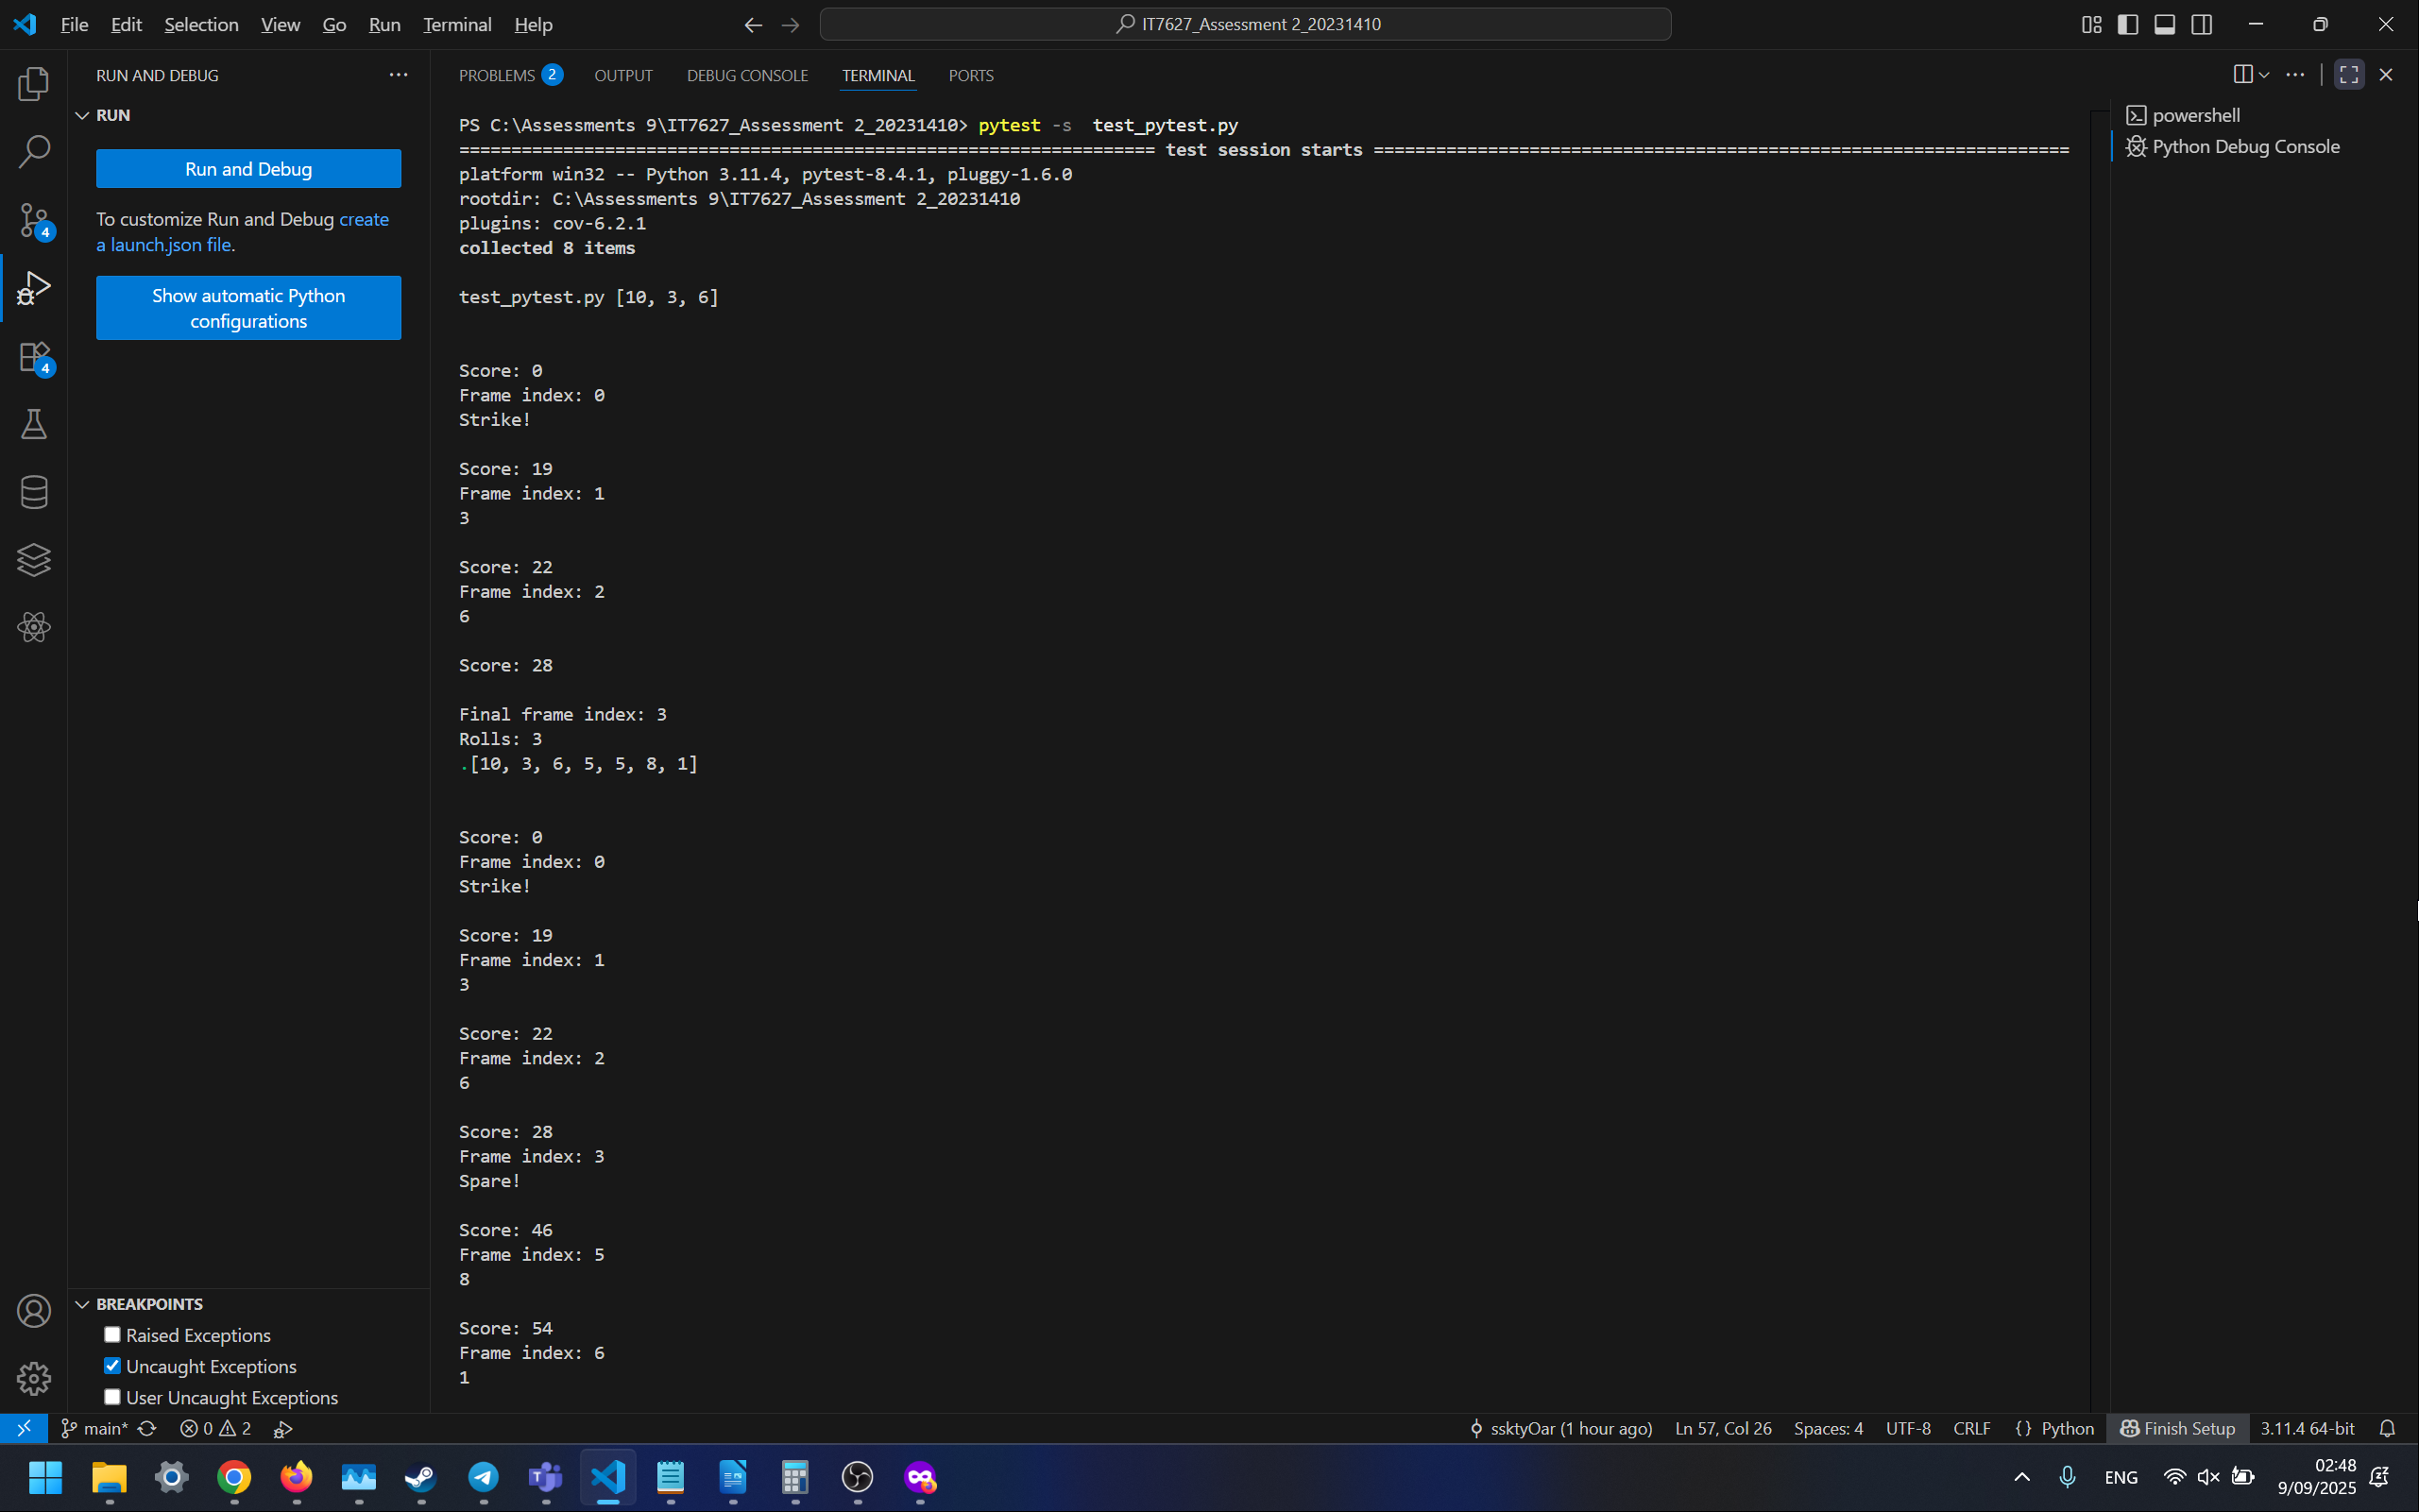 File Edit Selection View Go Run Terminal Help
IT7627_Assessment 2_20231410
RUN AND DEBUG
RUN
Run and Debug
To customize Run and Debug create
a launch.json file.
Show automatic Python
configurations
PROBLEMS 2 OUTPUT DEBUG CONSOLE TERMINAL PORTS
PS C:\Assessments 9\IT7627_Assessment 2_20231410> pytest -s  test_pytest.py
=================================================================== test session starts ===================================================================
platform win32 -- Python 3.11.4, pytest-8.4.1, pluggy-1.6.0
rootdir: C:\Assessments 9\IT7627_Assessment 2_20231410
plugins: cov-6.2.1
collected 8 items
test_pytest.py [10, 3, 6]
Score: 0
Frame index: 0
Strike!
Score: 19
Frame index: 1
3
Score: 22
Frame index: 2
6
Score: 28
Final frame index: 3
Rolls: 3
.[10, 3, 6, 5, 5, 8, 1]
Score: 0
Frame index: 0
Strike!
Score: 19
Frame index: 1
3
Score: 22
Frame index: 2
6
Score: 28
Frame index: 3
Spare!
Score: 46
Frame index: 5
8
Score: 54
Frame index: 6
1
powershell
Python Debug Console
4
4
BREAKPOINTS
Raised Exceptions
Uncaught Exceptions
User Uncaught Exceptions
main* 0 2
ssktyOar (1 hour ago) Ln 57, Col 26 Spaces: 4 UTF-8 CRLF {} Python Finish Setup 3.11.4 64-bit
ENG
02:48
9/09/2025